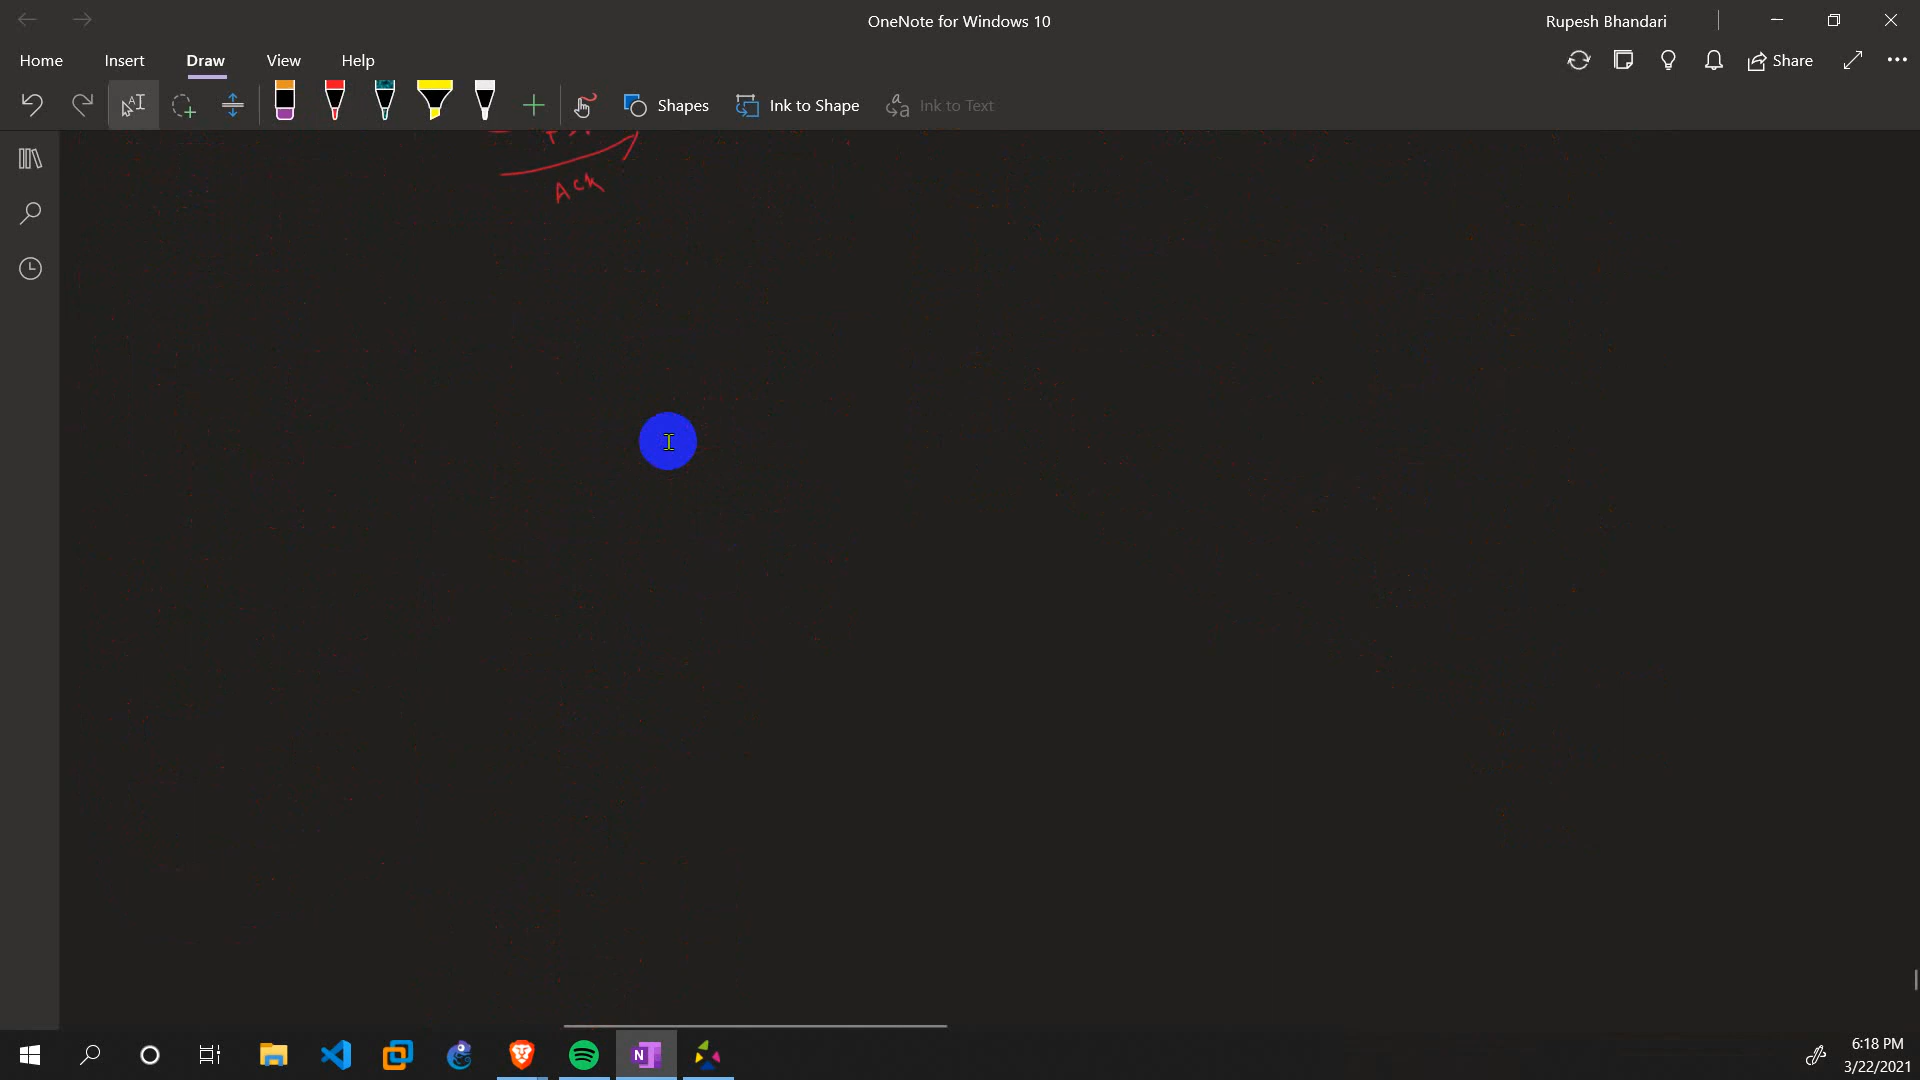 OneNote for Windows 10
Rupesh Bhandari
Home Insert Draw View Help
Share
Shapes Ink to Shape Ink to Text
Ack
6:18 PM
3/22/2021